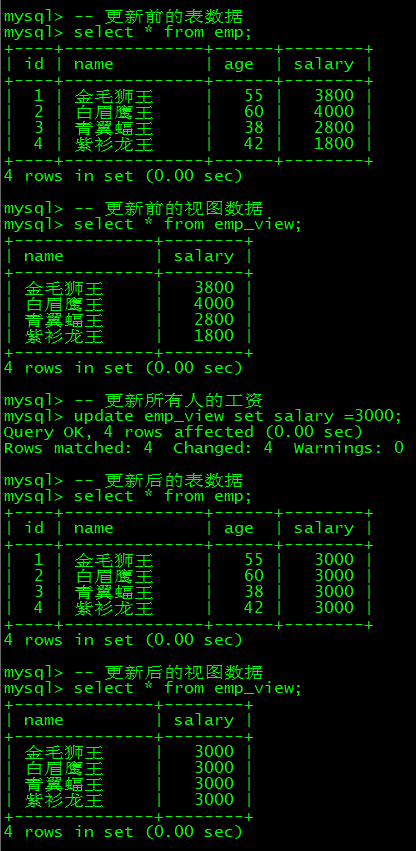 mysql> -- 更新前的表数据
mysql> select * from emp;
+----+--------------+------+--------+
| id | name         | age  | salary |
+----+--------------+------+--------+
|  1 | 金毛狮王     |   55 |   3800 |
|  2 | 白眉鹰王     |   60 |   4000 |
|  3 | 青翼蝠王     |   38 |   2800 |
|  4 | 紫衫龙王     |   42 |   1800 |
+----+--------------+------+--------+
4 rows in set (0.00 sec)
mysql> -- 更新前的视图数据
mysql> select * from emp_view;
+--------------+--------+
| name         | salary |
+--------------+--------+
| 金毛狮王     |   3800 |
| 白眉鹰王     |   4000 |
| 青翼蝠王     |   2800 |
| 紫衫龙王     |   1800 |
+--------------+--------+
4 rows in set (0.00 sec)
mysql> -- 更新所有人的工资
mysql> update emp_view set salary =3000;
Query OK, 4 rows affected (0.00 sec)
Rows matched: 4  Changed: 4  Warnings: 0
mysql> -- 更新后的表数据
mysql> select * from emp;
+----+--------------+------+--------+
| id | name         | age  | salary |
+----+--------------+------+--------+
|  1 | 金毛狮王     |   55 |   3000 |
|  2 | 白眉鹰王     |   60 |   3000 |
|  3 | 青翼蝠王     |   38 |   3000 |
|  4 | 紫衫龙王     |   42 |   3000 |
+----+--------------+------+--------+
4 rows in set (0.00 sec)
mysql> -- 更新后的视图数据
mysql> select * from emp_view;
+--------------+--------+
| name         | salary |
+--------------+--------+
| 金毛狮王     |   3000 |
| 白眉鹰王     |   3000 |
| 青翼蝠王     |   3000 |
| 紫衫龙王     |   3000 |
+--------------+--------+
4 rows in set (0.00 sec)